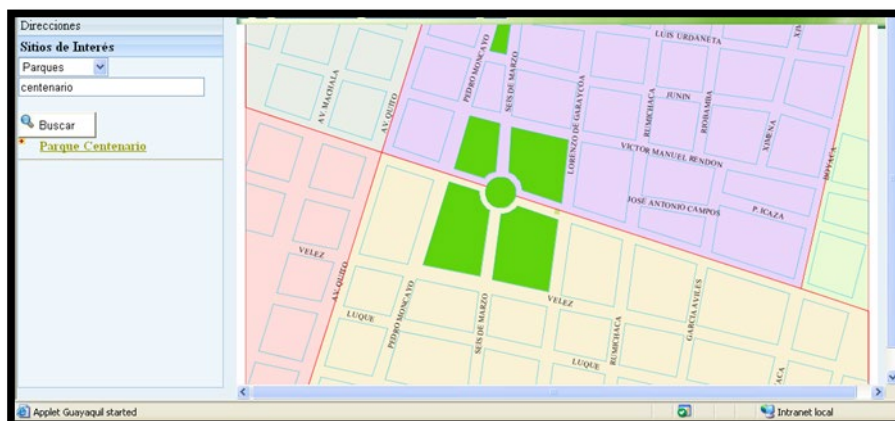 Direcciones
Sitios de Interés
Parques
centenario
Buscar
Parque Centenario
LUIS URDANETA
PEDRO MONCAYO
SEIS DE MARZO
AV. MACHALA
AV. QUITO
LORENZO DE GARAYCOA
RUMICHACA
JUNIN
RIOBAMBA
XIMENA
VICTOR MANUEL RENDON
BOYACA
JOSÉ ANTONIO CAMPOS
P. ICAZA
VELEZ
AV. QUITO
LUQUE
PEDRO MONCAYO
SEIS DE MARZO
VELEZ
RUMICHACA
GARCIA AVILES
LUQUE
Applet Guayaquil started
Intranet local